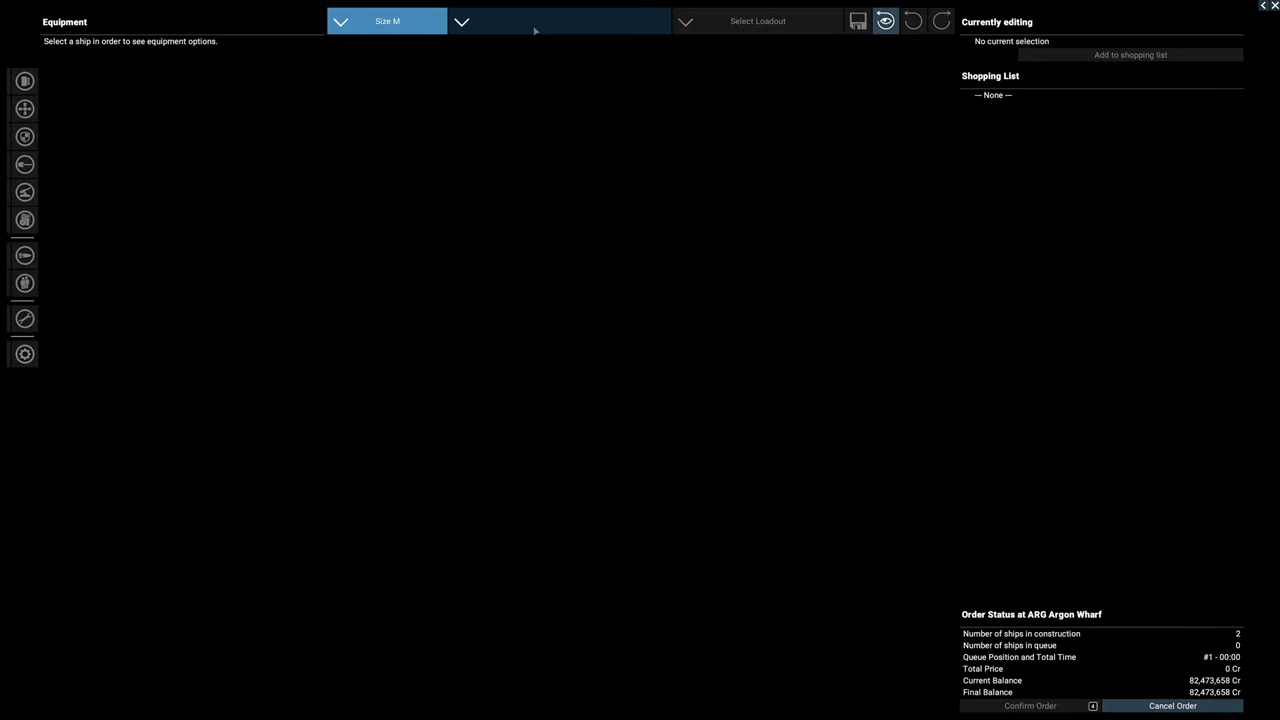 Equipment
Select a ship in order to see equipment options.
Size M
Select Loadout
Currently editing
No current selection
Add to shopping list
Shopping List
— None —
Order Status at ARG Argon Wharf
Number of ships in construction 2
Number of ships in queue 0
Queue Position and Total Time #1 - 00:00
Total Price 0 Cr
Current Balance 82,473,658 Cr
Final Balance 82,473,658 Cr
Confirm Order 4
Cancel Order